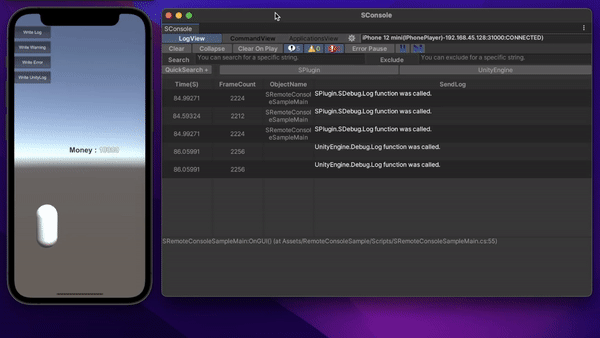 Write Log
Write Warning
Write Error
Write UnityLog
Money :
SConsole
SConsole
LogView CommandView ApplicationsView iPhone 12 mini(iPhonePlayer)-192.168.45.128:31000:CONNECTED)
Clear Collapse Clear On Play 5 0 Error Pause
Search You can search for a specific string. Exclude You can exclude for a specific string.
QuickSearch + SPlugin UnityEngine
Time(S) FrameCount ObjectName SendLog
84.99271 2224 SRemoteConsoleSampleMain SPlugin.SDebug.Log function was called.
84.59324 2212 SRemoteConsoleSampleMain SPlugin.SDebug.Log function was called.
84.99271 2224 SRemoteConsoleSampleMain SPlugin.SDebug.Log function was called.
86.05991 2256 UnityEngine.Debug.Log function was called.
86.05991 2256 UnityEngine.Debug.Log function was called.
SRemoteConsoleSampleMain:OnGUI() (at Assets/RemoteConsoleSample/Scripts/SRemoteConsoleSampleMain.cs:55)